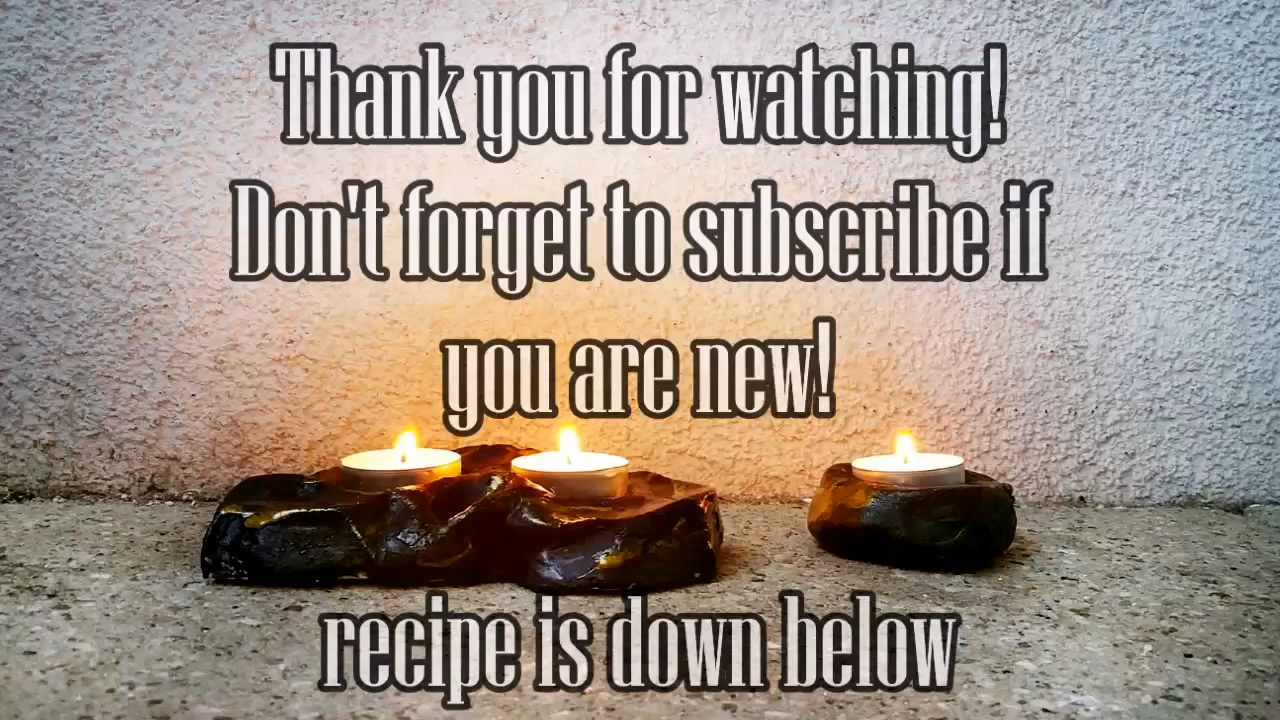 Thank you for watching!
Don't forget to subscribe if
you are new!
recipe is down below